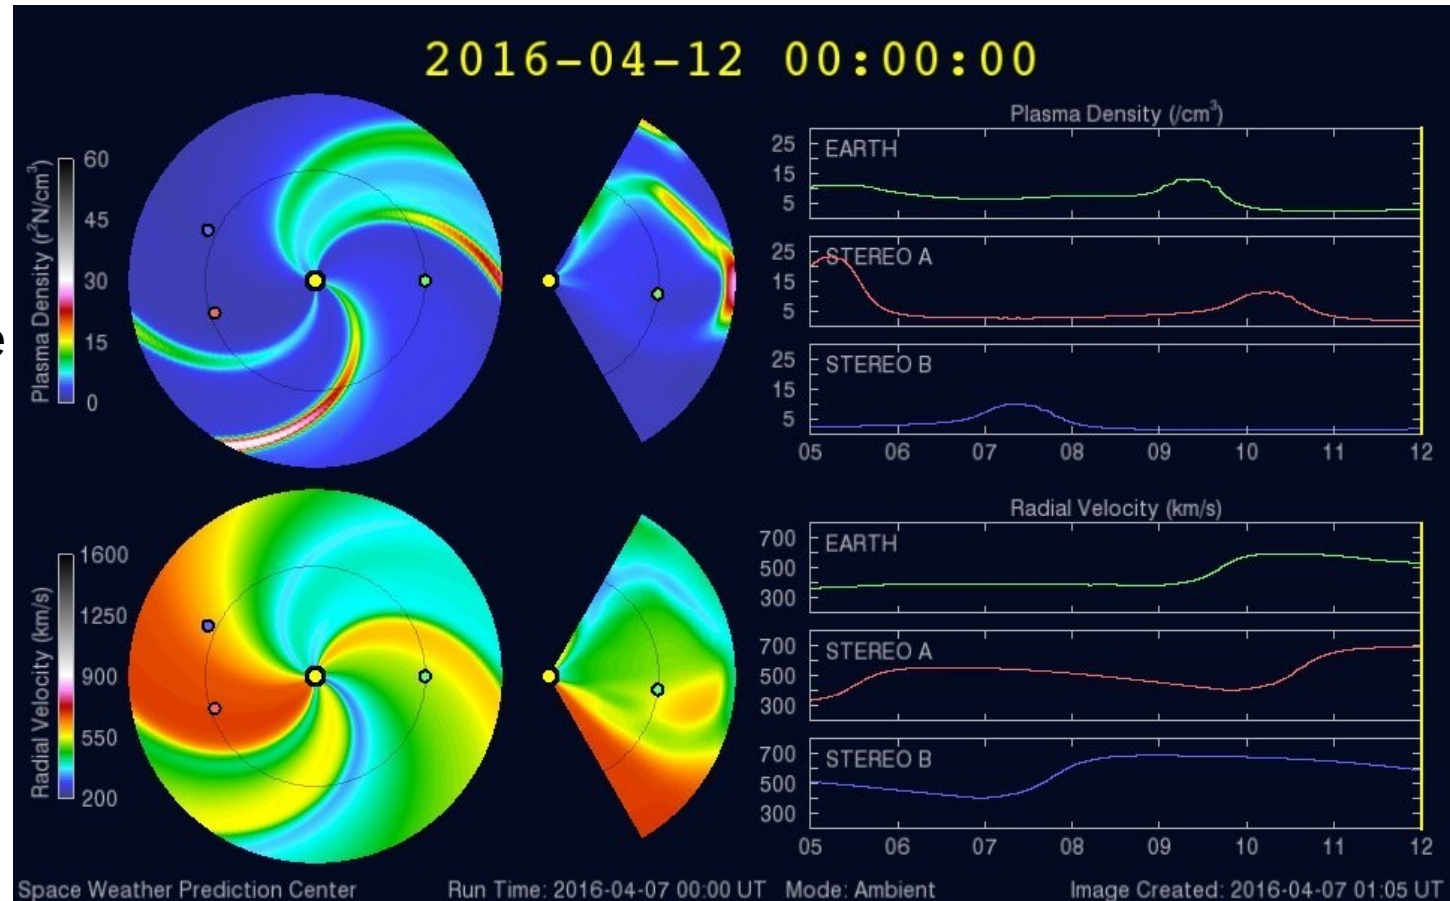 2016-04-12 00:00:00
Plasma Density (r²N/cm³)
60
45
30
15
0
Plasma Density (/cm³)
25
15
5
EARTH
25
15
5
STEREO A
25
15
5
STEREO B
05 06 07 08 09 10 11 12
Radial Velocity (km/s)
1600
1250
900
550
200
Radial Velocity (km/s)
700
500
300
EARTH
700
500
300
STEREO A
700
500
300
STEREO B
05 06 07 08 09 10 11 12
Space Weather Prediction Center Run Time: 2016-04-07 00:00 UT Mode: Ambient Image Created: 2016-04-07 01:05 UT